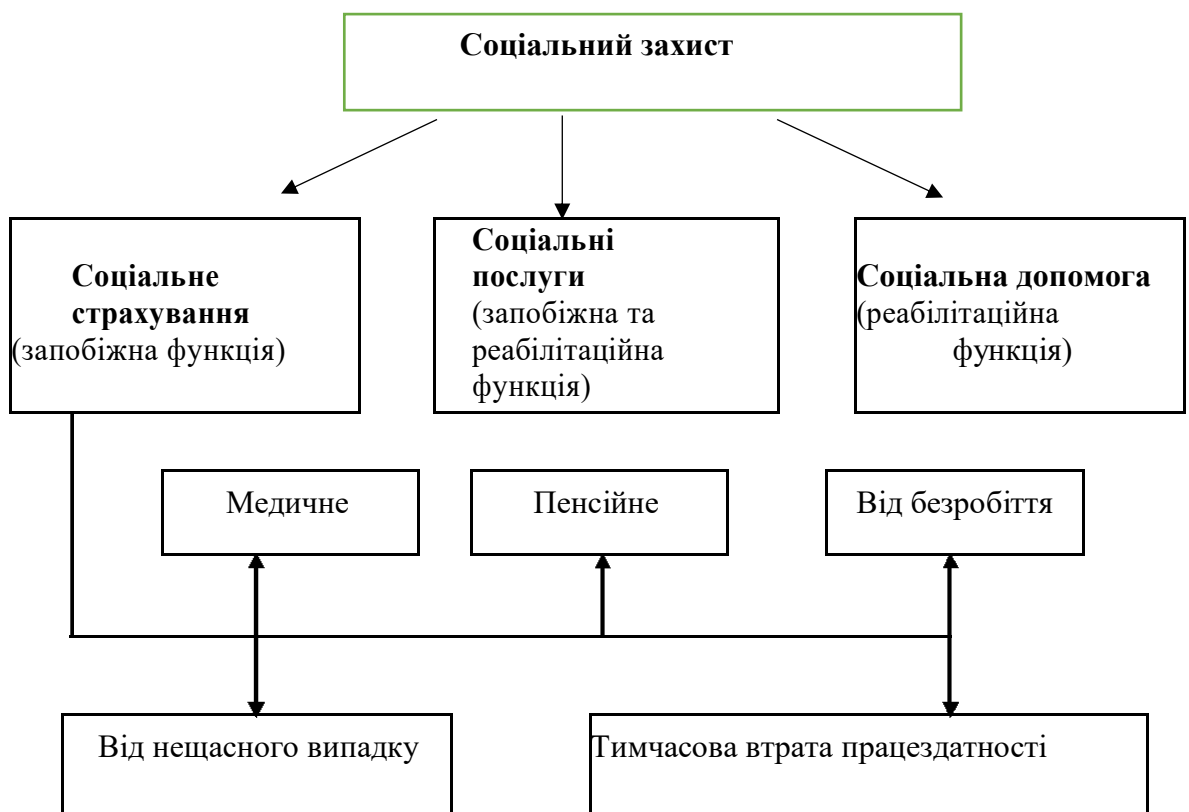 Соціальний захист
Соціальне
страхування
(запобіжна функція)
Соціальні
послуги
(запобіжна та
реабілітаційна
функція)
Соціальна допомога
(реабілітаційна
функція)
Медичне
Пенсійне
Від безробіття
Від нещасного випадку
Тимчасова втрата працездатності